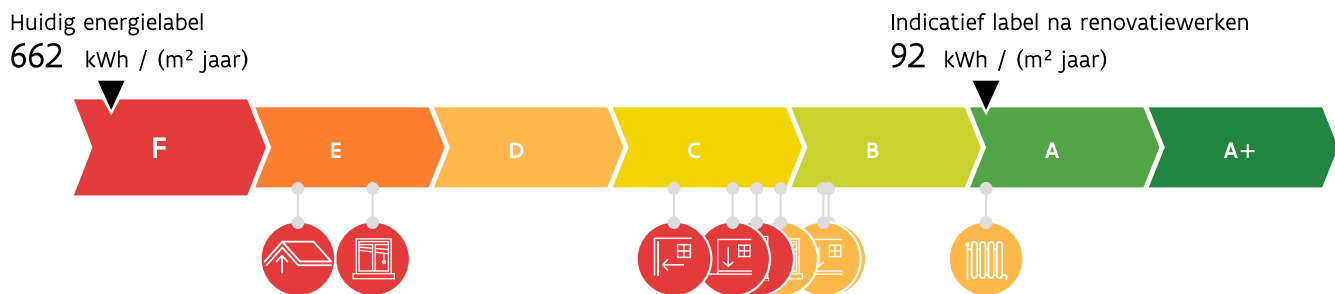 Huidig energielabel
662 kWh / (m² jaar)
Indicatief label na renovatiewerken
92 kWh / (m² jaar)
F
E
D
C
B
A
A+